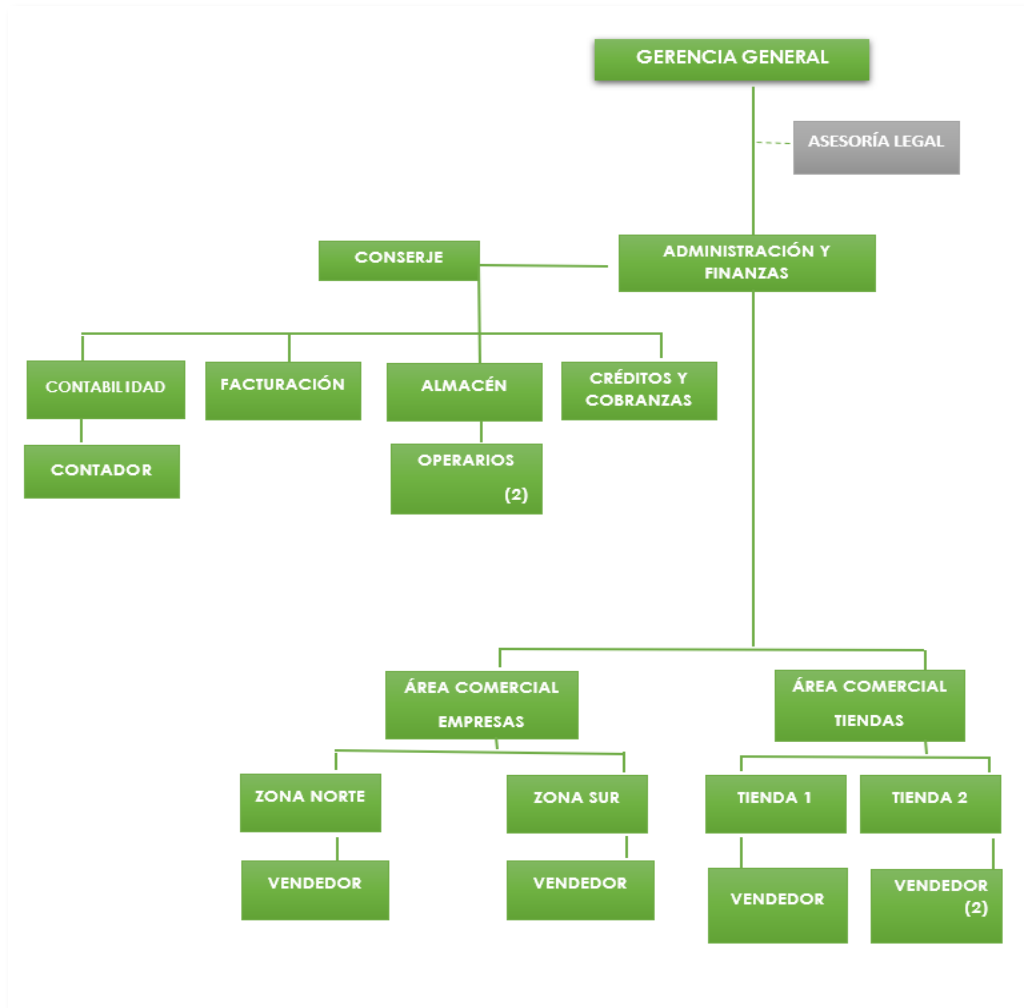 GERENCIA GENERAL
ASESORÍA LEGAL
CONSERJE
ADMINISTRACIÓN Y
FINANZAS
CONTABILIDAD
FACTURACIÓN
ALMACÉN
CRÉDITOS Y
COBRANZAS
CONTADOR
OPERARIOS
(2)
ÁREA COMERCIAL
EMPRESAS
ÁREA COMERCIAL
TIENDAS
ZONA NORTE
ZONA SUR
TIENDA 1
TIENDA 2
VENDEDOR
VENDEDOR
VENDEDOR
VENDEDOR
(2)